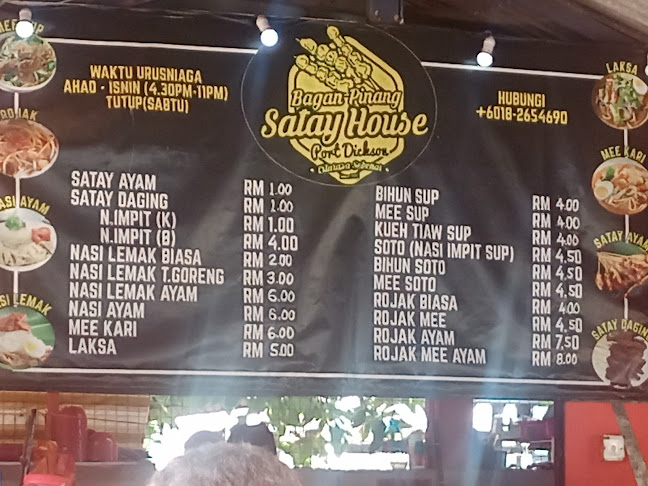 MEE SUP
ROJAK
NASI AYAM
NASI LEMAK
WAKTU URUSNIAGA
AHAD - ISNIN (4.30PM-11PM)
TUTUP(SABTU)
Bagan Pinang
Satay House
Port Dickson
Citarasa Sebenar
HUBUNGI
+6018-2654690
SATAY AYAM RM 1.00
SATAY DAGING RM 1.00
N.IMPIT (K) RM 1.00
N.IMPIT (B) RM 4.00
NASI LEMAK BIASA RM 2.00
NASI LEMAK T.GORENG RM 3.00
NASI LEMAK AYAM RM 6.00
NASI AYAM RM 6.00
MEE KARI RM 6.00
LAKSA RM 5.00
BIHUN SUP RM 4.00
MEE SUP RM 4.00
KUEH TIAW SUP RM 4.00
SOTO (NASI IMPIT SUP) RM 4.50
BIHUN SOTO RM 4.50
MEE SOTO RM 4.50
ROJAK BIASA RM 4.00
ROJAK MEE RM 4.50
ROJAK AYAM RM 7.50
ROJAK MEE AYAM RM 8.00
LAKSA
MEE KARI
SATAY AYAM
SATAY DAGING